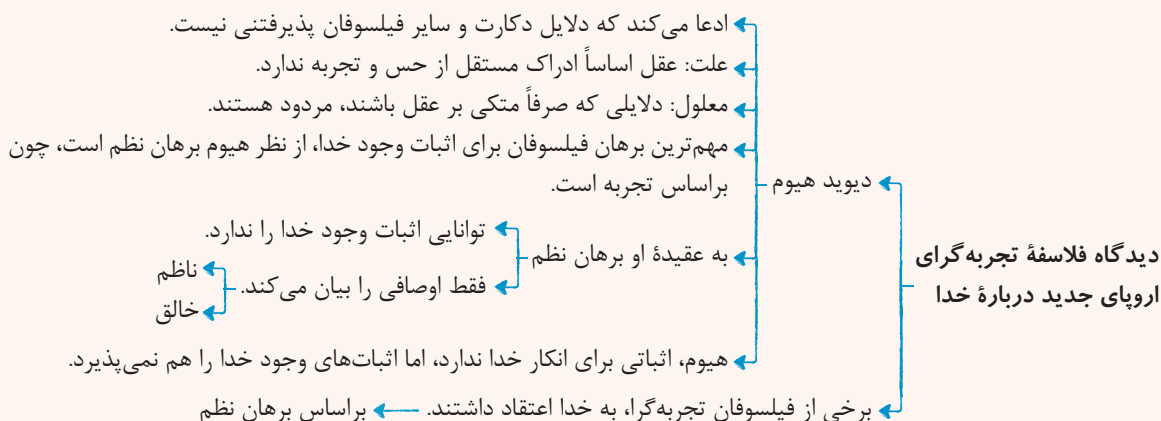 ادعا می‌کند که دلایل دکارت و سایر فیلسوفان پذیرفتنی نیست.
علت: عقل اساساً ادراک مستقل از حس و تجربه ندارد.
معلول: دلایلی که صرفاً متکی بر عقل باشند، مردود هستند.
مهم‌ترین برهان فیلسوفان برای اثبات وجود خدا، از نظر هیوم برهان نظم است، چون
براساس تجربه است.
دیوید هیوم
توانایی اثبات وجود خدا را ندارد.
به عقیدهٔ او برهان نظم
فقط اوصافی را بیان می‌کند.
ناظم
خالق
دیدگاه فلاسفهٔ تجربه‌گرای
اروپای جدید دربارهٔ خدا
هیوم، اثباتی برای انکار خدا ندارد، اما اثبات‌های وجود خدا را هم نمی‌پذیرد.
برخی از فیلسوفان تجربه‌گرا، به خدا اعتقاد داشتند. براساس برهان نظم